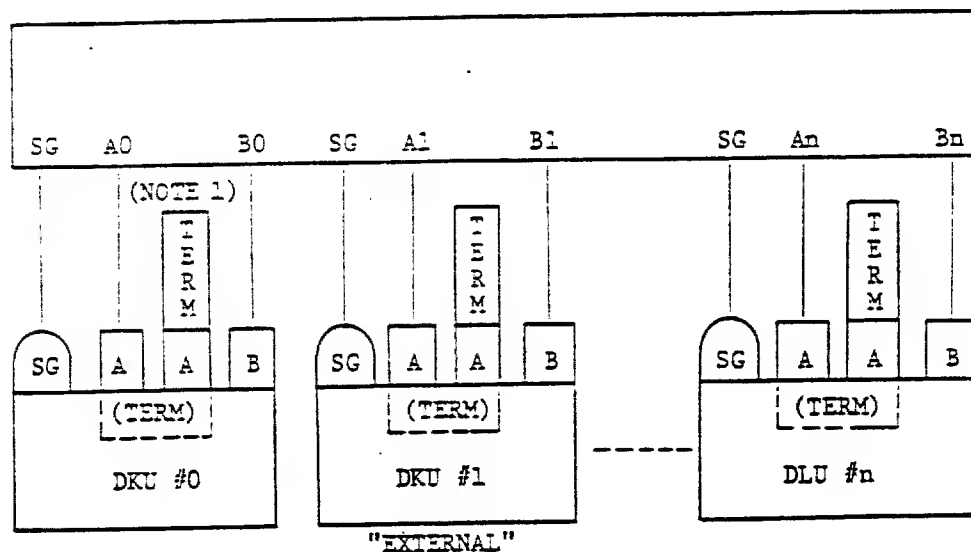 SG A0 B0 SG A1 B1 SG An Bn
(NOTE 1)
TERM TERM TERM
SG A A B SG A A B SG A A B
(TERM) (TERM) (TERM)
DKU #0 DKU #1 DLU #n
"EXTERNAL"